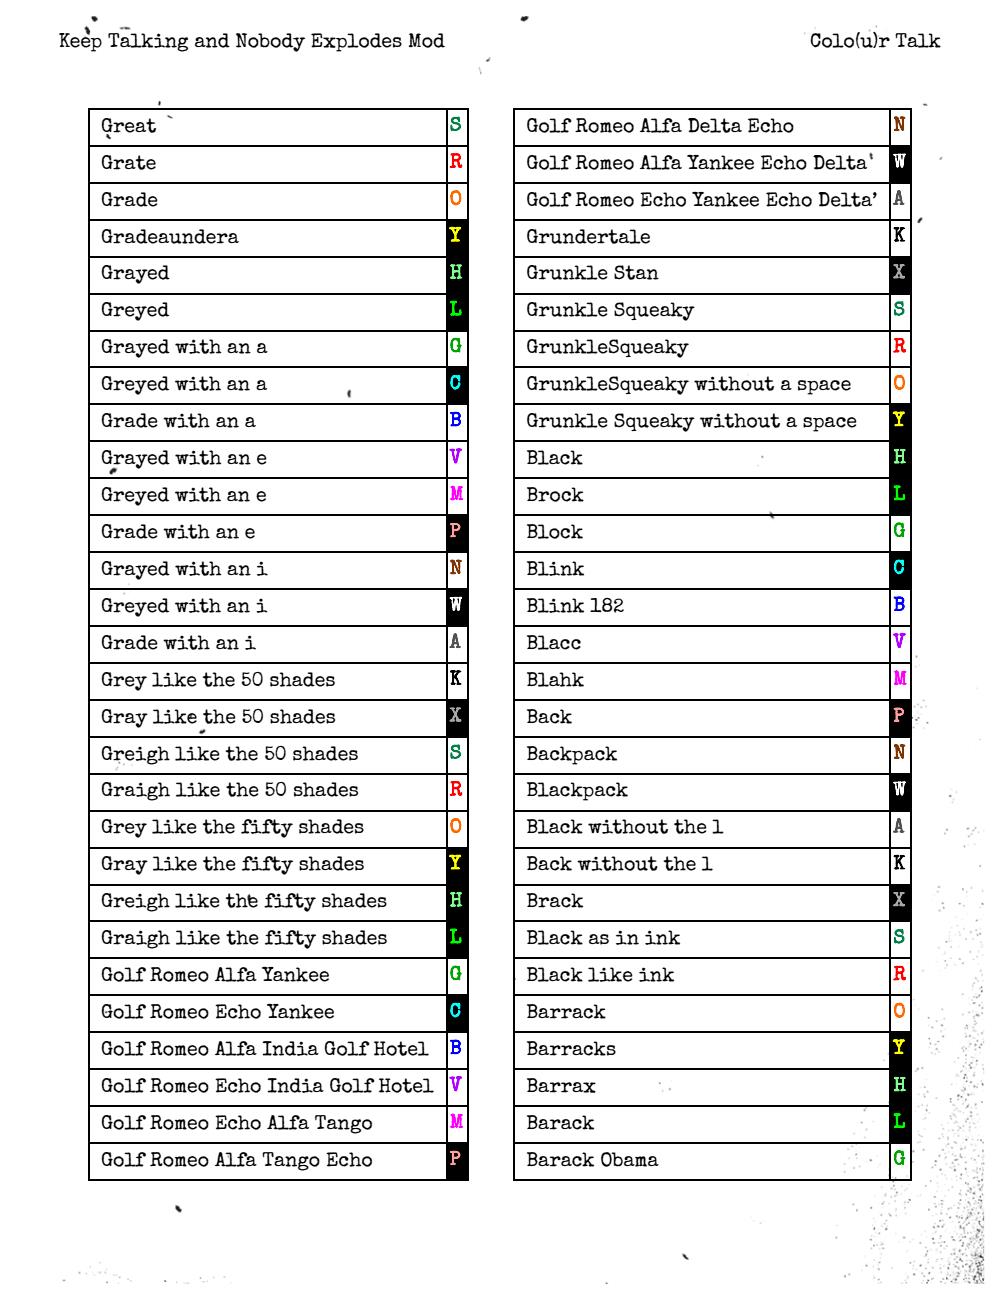 Keep Talking and Nobody Explodes Mod Colo(u)r Talk
Great S
Grate R
Grade O
Gradeaundera Y
Grayed H
Greyed L
Grayed with an a G
Greyed with an a C
Grade with an a B
Grayed with an e V
Greyed with an e M
Grade with an e P
Grayed with an i N
Greyed with an i W
Grade with an i A
Grey like the 50 shades K
Gray like the 50 shades X
Greigh like the 50 shades S
Graigh like the 50 shades R
Grey like the fifty shades O
Gray like the fifty shades Y
Greigh like the fifty shades H
Graigh like the fifty shades L
Golf Romeo Alfa Yankee G
Golf Romeo Echo Yankee C
Golf Romeo Alfa India Golf Hotel B
Golf Romeo Echo India Golf Hotel V
Golf Romeo Echo Alfa Tango M
Golf Romeo Alfa Tango Echo P
Golf Romeo Alfa Delta Echo N
Golf Romeo Alfa Yankee Echo Delta' W
Golf Romeo Echo Yankee Echo Delta’ A
Grundertale K
Grunkle Stan X
Grunkle Squeaky S
GrunkleSqueaky R
GrunkleSqueaky without a space O
Grunkle Squeaky without a space Y
Black H
Brock L
Block G
Blink C
Blink 182 B
Blacc V
Blahk M
Back P
Backpack N
Blackpack W
Black without the l A
Back without the l K
Brack X
Black as in ink S
Black like ink R
Barrack O
Barracks Y
Barrax H
Barack L
Barack Obama G